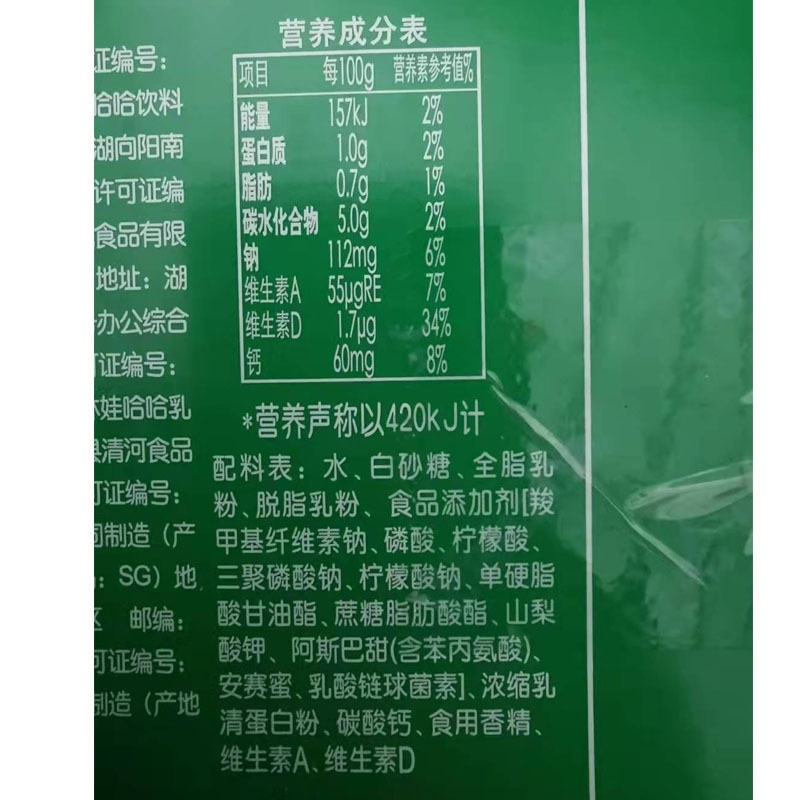 证编号：
哈哈饮料
湖向阳南
许可证编
食品有限
地址：湖
办公综合
可证编号：
娃哈哈乳
县清河食品
可证编号：
制造（产
：SG）地
区 邮编：
可证编号：
制造（产地
营养成分表
项目 每100g 营养素参考值%
能量 157kJ 2%
蛋白质 1.0g 2%
脂肪 0.7g 1%
碳水化合物 5.0g 2%
钠 112mg 6%
维生素A 55μgRE 7%
维生素D 1.7μg 34%
钙 60mg 8%
*营养声称以420kJ计
配料表：水、白砂糖、全脂乳
粉、脱脂乳粉、食品添加剂[羧
甲基纤维素钠、磷酸、柠檬酸、
三聚磷酸钠、柠檬酸钠、单硬脂
酸甘油酯、蔗糖脂肪酸酯、山梨
酸钾、阿斯巴甜(含苯丙氨酸)、
安赛蜜、乳酸链球菌素]、浓缩乳
清蛋白粉、碳酸钙、食用香精、
维生素A、维生素D